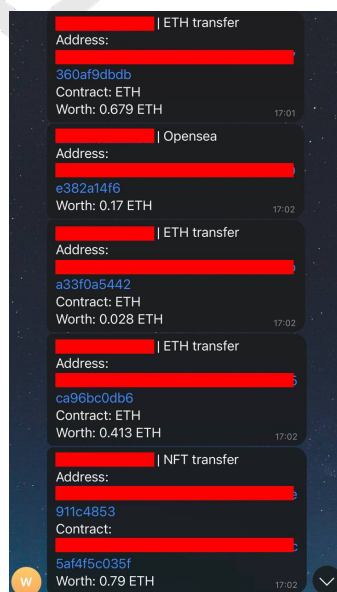 | ETH transfer
Address:
360af9dbdb
Contract: ETH
Worth: 0.679 ETH
17:01
| Opensea
Address:
e382a14f6
Worth: 0.17 ETH
17:02
| ETH transfer
Address:
a33f0a5442
Contract: ETH
Worth: 0.028 ETH
17:02
| ETH transfer
Address:
ca96bc0db6
Contract: ETH
Worth: 0.413 ETH
17:02
| NFT transfer
Address:
911c4853
Contract:
5af4f5c035f
Worth: 0.79 ETH
17:02
W